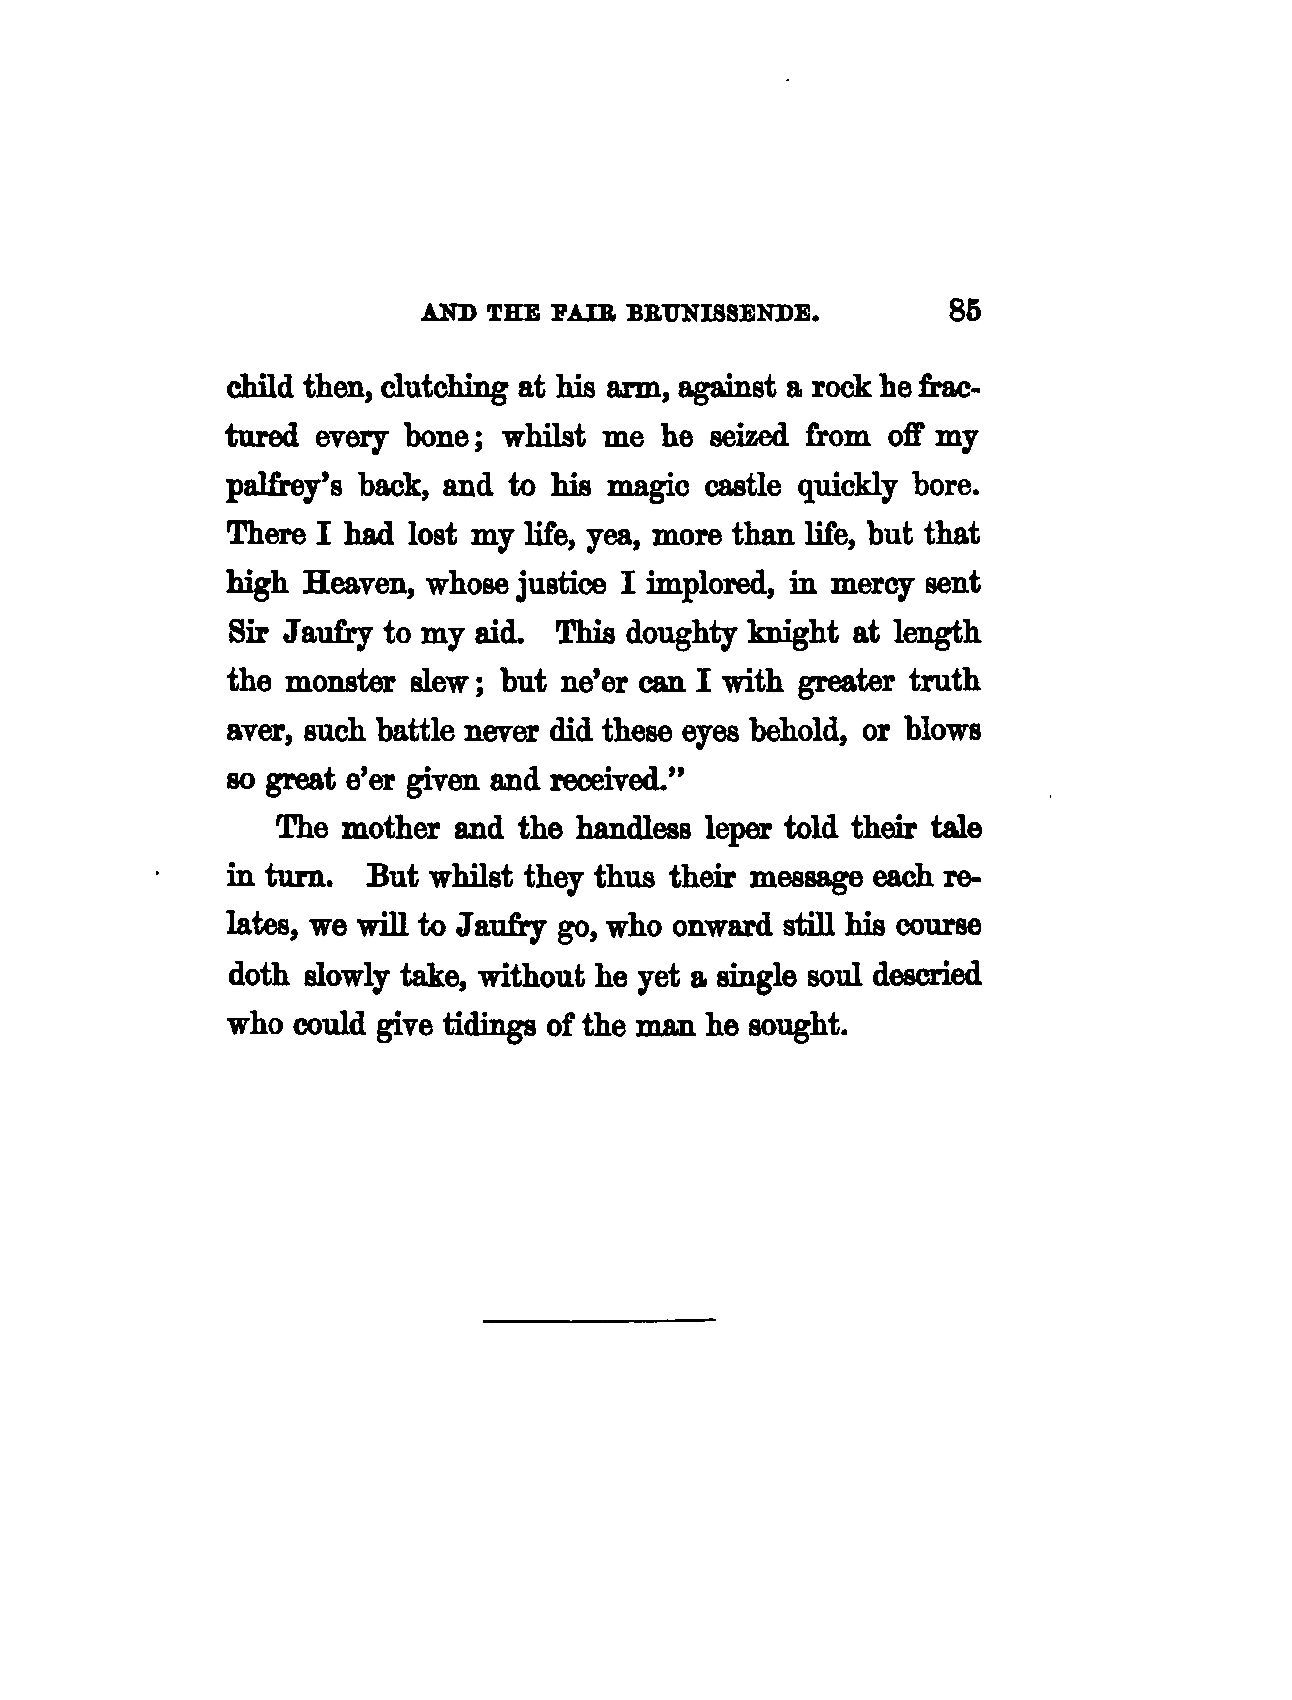 AND THE FAIR BRUNISSENDE. 85
child then, clutching at his arm, against a rock he frac-
tured every bone; whilst me he seized from off my
palfrey's back, and to his magic castle quickly bore.
There I had lost my life, yea, more than life, but that
high Heaven, whose justice I implored, in mercy sent
Sir Jaufry to my aid. This doughty knight at length
the monster slew; but ne'er can I with greater truth
aver, such battle never did these eyes behold, or blows
so great e'er given and received."
The mother and the handless leper told their tale
in turn. But whilst they thus their message each re-
lates, we will to Jaufry go, who onward still his course
doth slowly take, without he yet a single soul descried
who could give tidings of the man he sought.